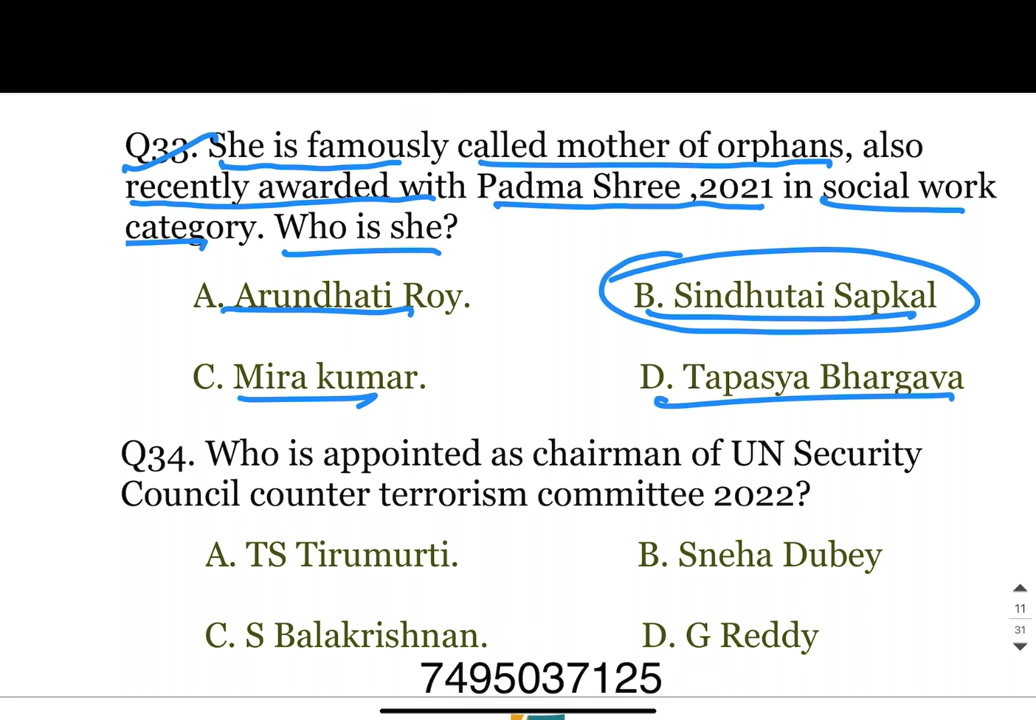 Q33. She is famously called mother of orphans, also
recently awarded with Padma Shree ,2021 in social work
category. Who is she?
A. Arundhati Roy. B. Sindhutai Sapkal
C. Mira kumar. D. Tapasya Bhargava
Q34. Who is appointed as chairman of UN Security
Council counter terrorism committee 2022?
A. TS Tirumurti. B. Sneha Dubey
11
C. S Balakrishnan. D. G Reddy
31
7495037125